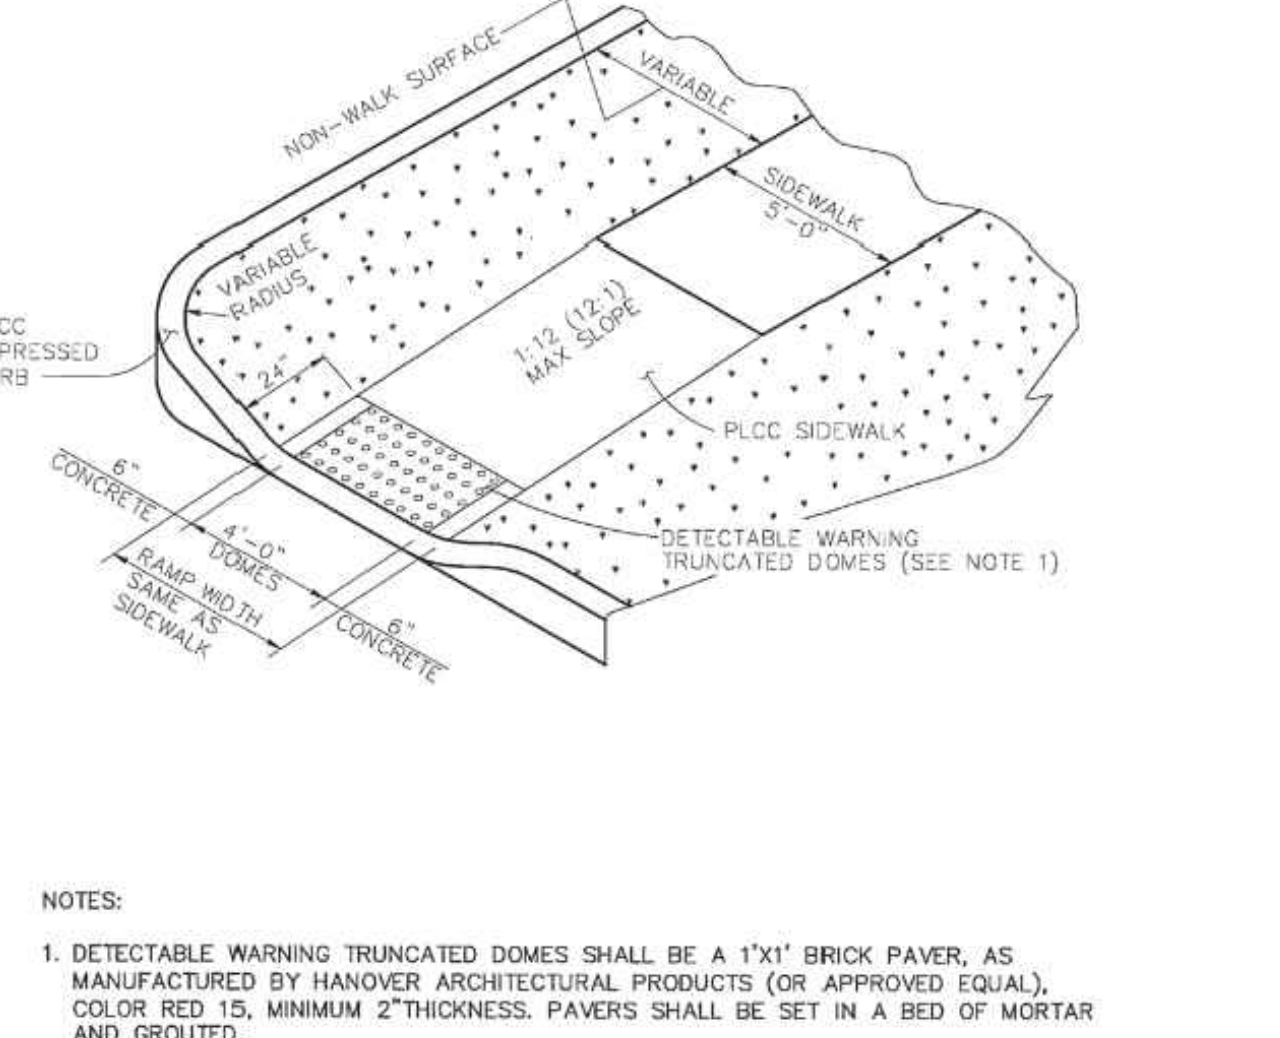 NON-WALK SURFACE
VARIABLE
SIDEWALK
5'-0"
VARIABLE
RADIUS
CC
PRESSED
RB
24"
1:12 (12:1)
MAX SLOPE
PLCC SIDEWALK
6"
CONCRETE
4'-0"
DOMES
RAMP WIDTH
SAME AS
SIDEWALK
6"
CONCRETE
DETECTABLE WARNING
TRUNCATED DOMES (SEE NOTE 1)
NOTES:
1. DETECTABLE WARNING TRUNCATED DOMES SHALL BE A 1'X1' BRICK PAVER, AS
MANUFACTURED BY HANOVER ARCHITECTURAL PRODUCTS (OR APPROVED EQUAL),
COLOR RED 15, MINIMUM 2"THICKNESS. PAVERS SHALL BE SET IN A BED OF MORTAR
AND GROUTED